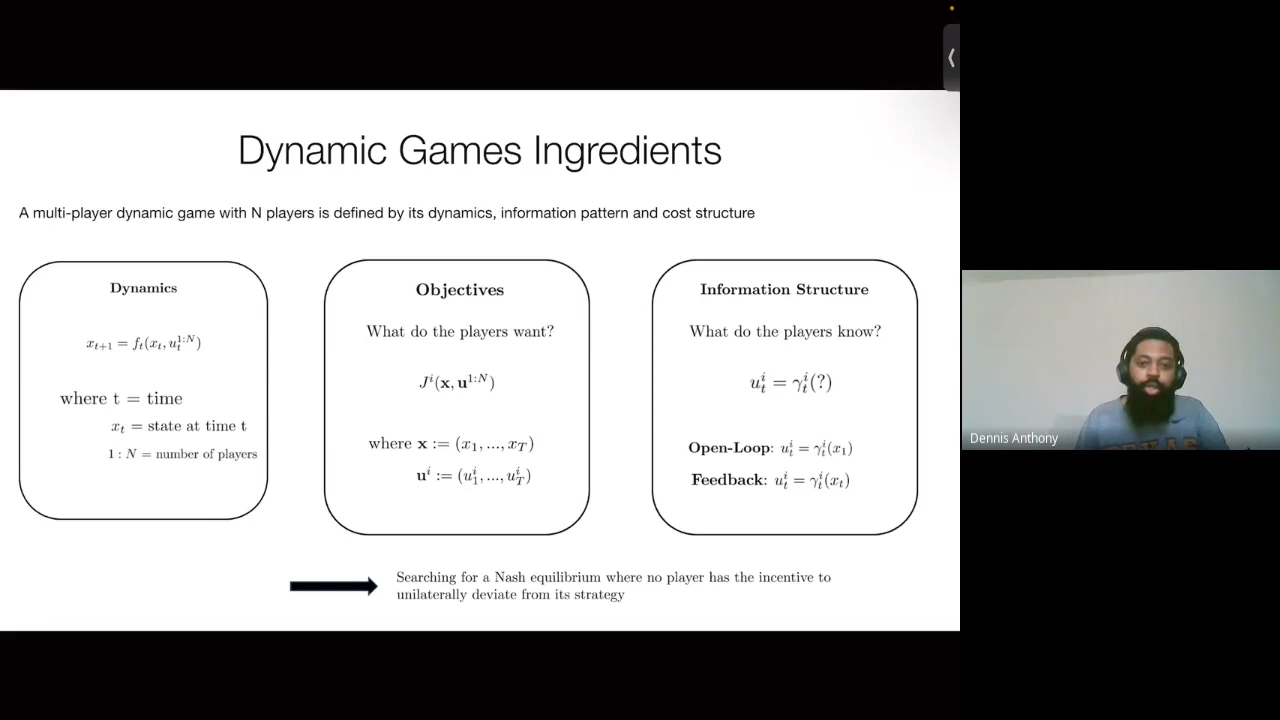 Dynamic Games Ingredients
A multi-player dynamic game with N players is defined by its dynamics, information pattern and cost structure
Dynamics
x_{t+1} = f_t(x_t, u_t^{1:N})
where t = time
x_t = state at time t
1 : N = number of players
Objectives
What do the players want?
J^i(𝐱, 𝐮^{1:N})
where 𝐱 := (x_1, ..., x_T)
𝐮^i := (u_1^i, ..., u_T^i)
Information Structure
What do the players know?
u_t^i = γ_t^i(?)
Open-Loop: u_t^i = γ_t^i(x_1)
Feedback: u_t^i = γ_t^i(x_t)
Searching for a Nash equilibrium where no player has the incentive to
unilaterally deviate from its strategy
Dennis Anthony